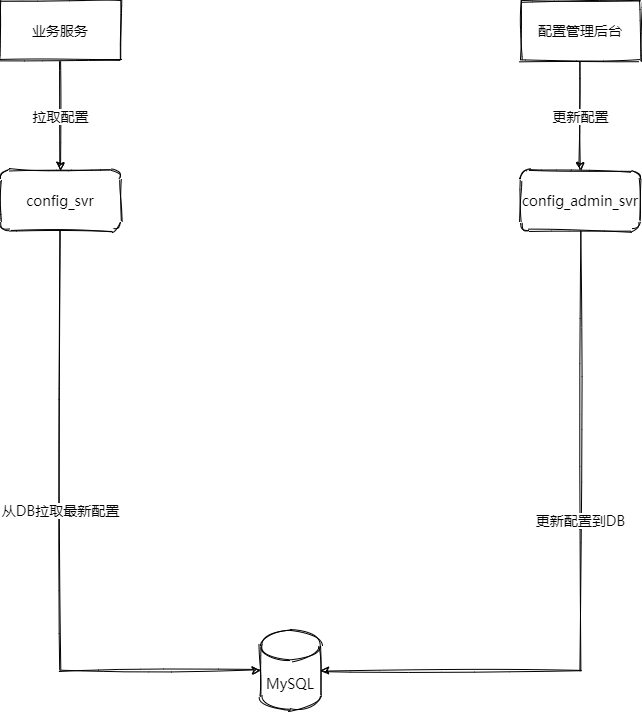 业务服务
配置管理后台
拉取配置
更新配置
config_svr
config_admin_svr
从DB拉取最新配置
更新配置到DB
MySQL